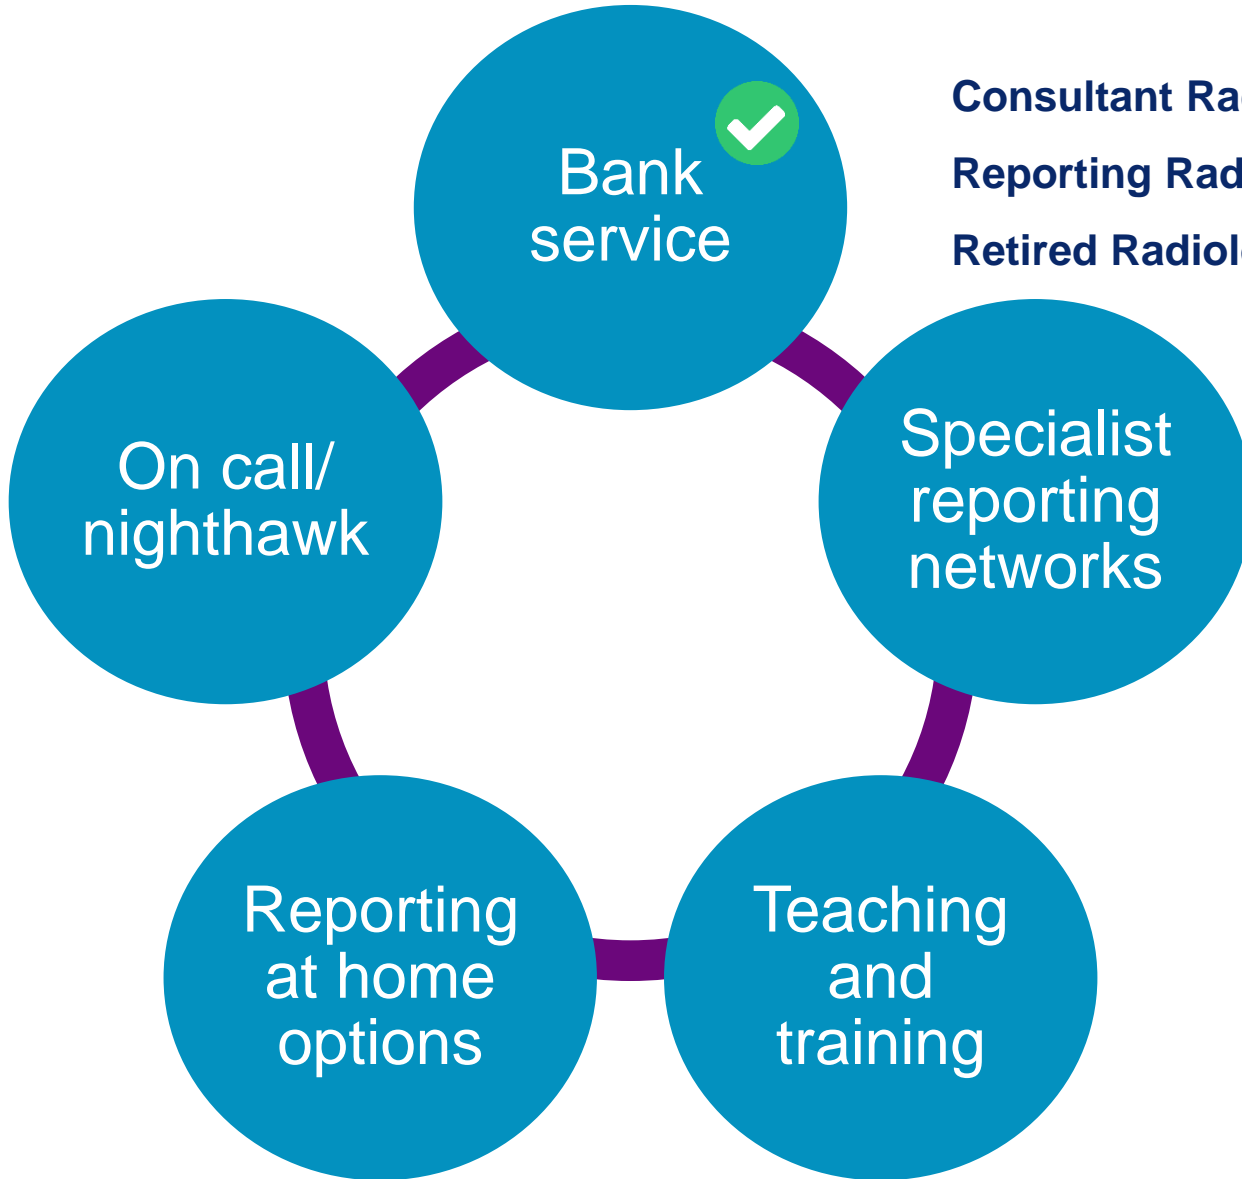 Bank
service
Consultant
Reporting
Retired
Specialist
reporting
networks
On call/
nighthawk
Reporting
at home
options
Teaching
and
training